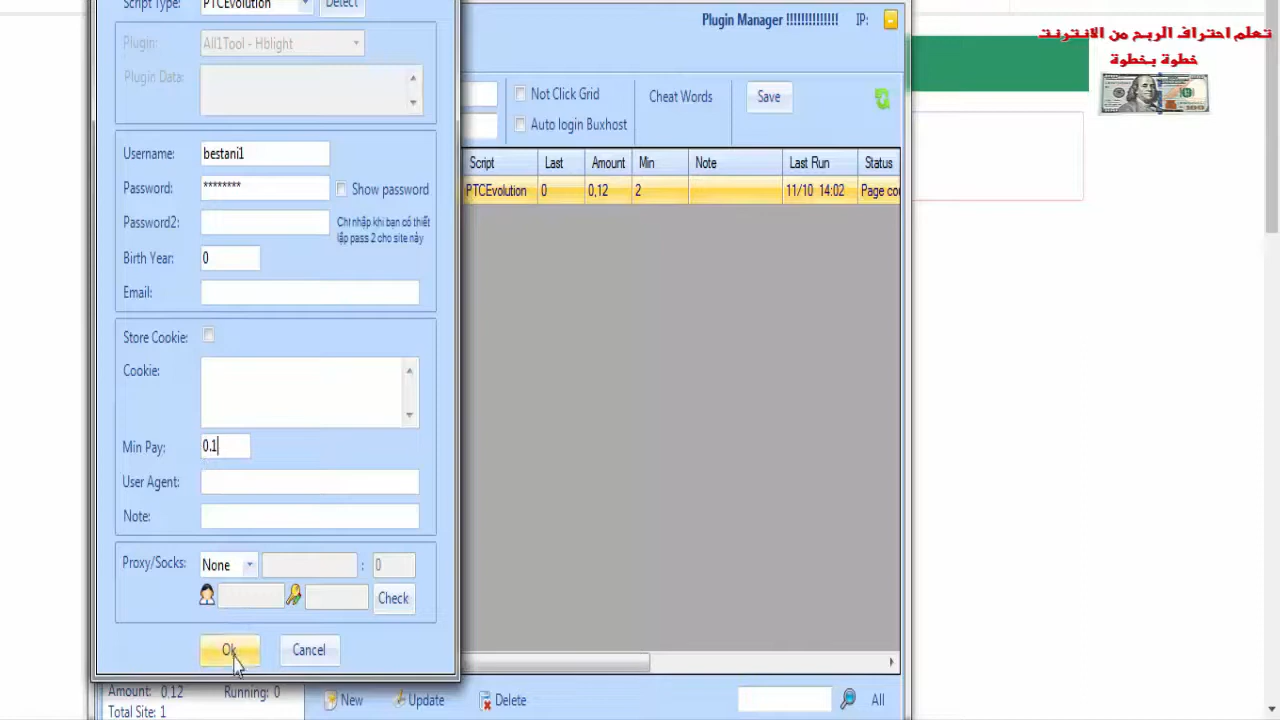 Script Type: PTCEvolution Detect
Plugin: All1Tool - Hblight
Plugin Data:
Username: bestani1
Password: ******** Show password
Password2: Chỉ nhập khi bạn có thiết
lập pass 2 cho site này
Birth Year: 0
Email:
Store Cookie:
Cookie:
Min Pay: 0.1
User Agent:
Note:
Proxy/Socks: None : 0
Check
Ok Cancel
Plugin Manager !!!!!!!!!!!!!! IP:
Not Click Grid Cheat Words Save
Auto login Buxhost
Script Last Amount Min Note Last Run Status
PTCEvolution 0 0,12 2 11/10 14:02 Page co
Amount: 0,12 Running: 0
Total Site: 1
New Update Delete All
تعلم احتراف الربح من الانترنت
خطوة بخطوة